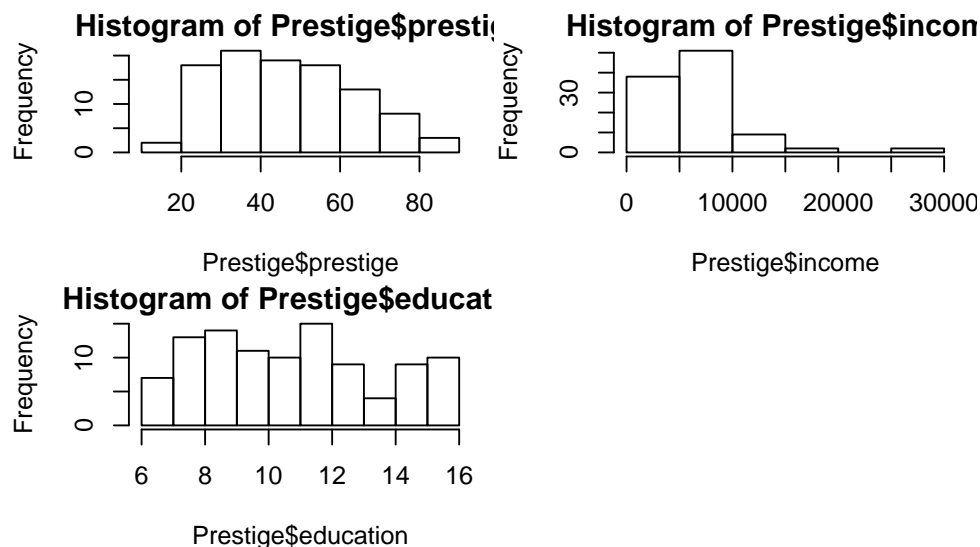 Histogram of Prestige$prestig
Frequency
0
10
20
40
60
80
Prestige$prestige
Histogram of Prestige$incom
Frequency
0
30
0
10000
20000
30000
Prestige$income
Histogram of Prestige$educat
Frequency
0
10
6
8
10
12
14
16
Prestige$education